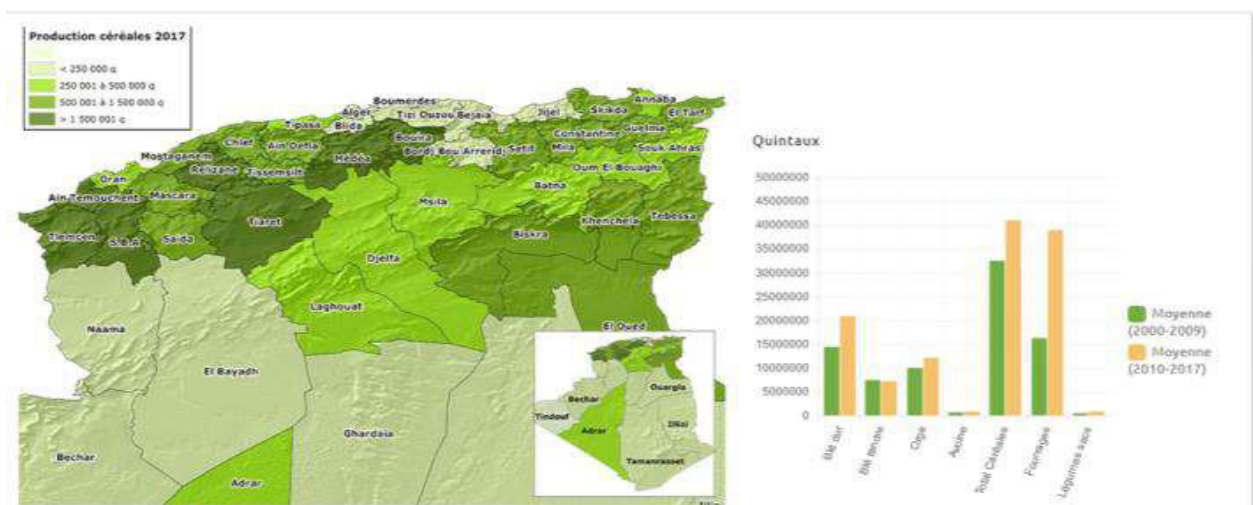 Production céréales 2017
< 250 000 q
250 001 à 500 000 q
500 001 à 1 500 000 q
> 1 500 001 q
Boumerdes
Annaba
Alger
Tizi Ouzou
Bejaia
Jijel
Skikda
El Tarf
Tipasa
Blida
Bouira
Constantine
Guelma
Chlef
Ain Defla
Medea
Bordj Bou Arreridj
Setif
Mila
Souk Ahras
Mostaganem
Relizane
Tissemsilt
Oum El Bouaghi
Oran
Batna
Ain Temouchent
Mascara
Msila
Khenchela
Tebessa
Tiaret
Tlemcen
S.B.A
Saida
Biskra
Djelfa
Laghouat
Naama
El Oued
El Bayadh
Ghardaia
Bechar
Adrar
Ouargla
Bechar
Tindouf
Illizi
Adrar
Tamanrasset
Quintaux
50000000
45000000
40000000
35000000
30000000
25000000
20000000
15000000
10000000
5000000
0
Blé dur
Blé tendre
Orge
Avoine
Total Céréales
Fourrages
Légumes secs
Moyenne
(2000-2009)
Moyenne
(2010-2017)